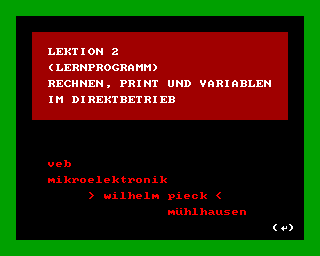 LEKTION 2
(LERNPROGRAMM)
RECHNEN, PRINT UND VARIABLEN
IM DIREKTBETRIEB
veb
mikroelektronik
> wilhelm pieck <
mühlhausen
(↵)